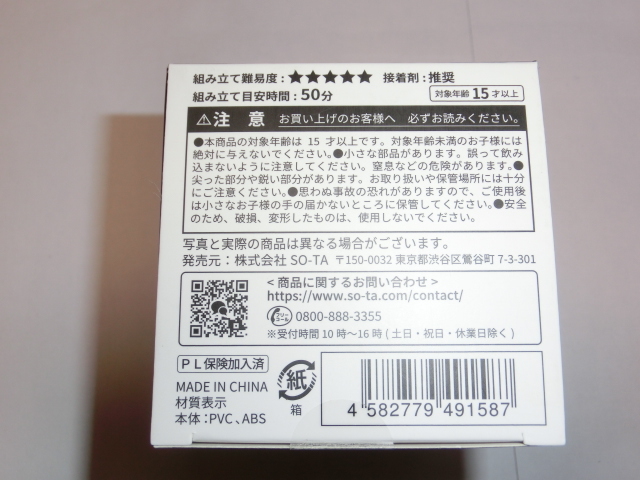 組み立て難易度：★★★★★ 接着剤：推奨
組み立て目安時間：50分 対象年齢 15才以上
⚠注 意 お買い上げのお客様へ 必ずお読みください。
●本商品の対象年齢は 15 才以上です。対象年齢未満のお子様には
絶対に与えないでください。●小さな部品があります。誤って飲み
込まないように注意してください。窒息などの危険があります。●
尖った部分や鋭い部分があります。お取り扱いや保管場所には十分
にご注意ください。●思わぬ事故の恐れがありますので、ご使用後
は小さなお子様の手の届かないところに保管してください。●安全
のため、破損、変形したものは、使用しないでください。
写真と実際の商品は異なる場合がございます。
発売元：株式会社 SO-TA 〒150-0032 東京都渋谷区鶯谷町 7-3-301
＜商品に関するお問い合わせ＞
https://www.so-ta.com/contact/
フリーコール 0800-888-3355
※受付時間 10 時～16 時 ( 土日・祝日・休業日除く )
ＰＬ保険加入済
MADE IN CHINA
材質表示
本体：PVC、ABS
紙
箱
4 582779 491587